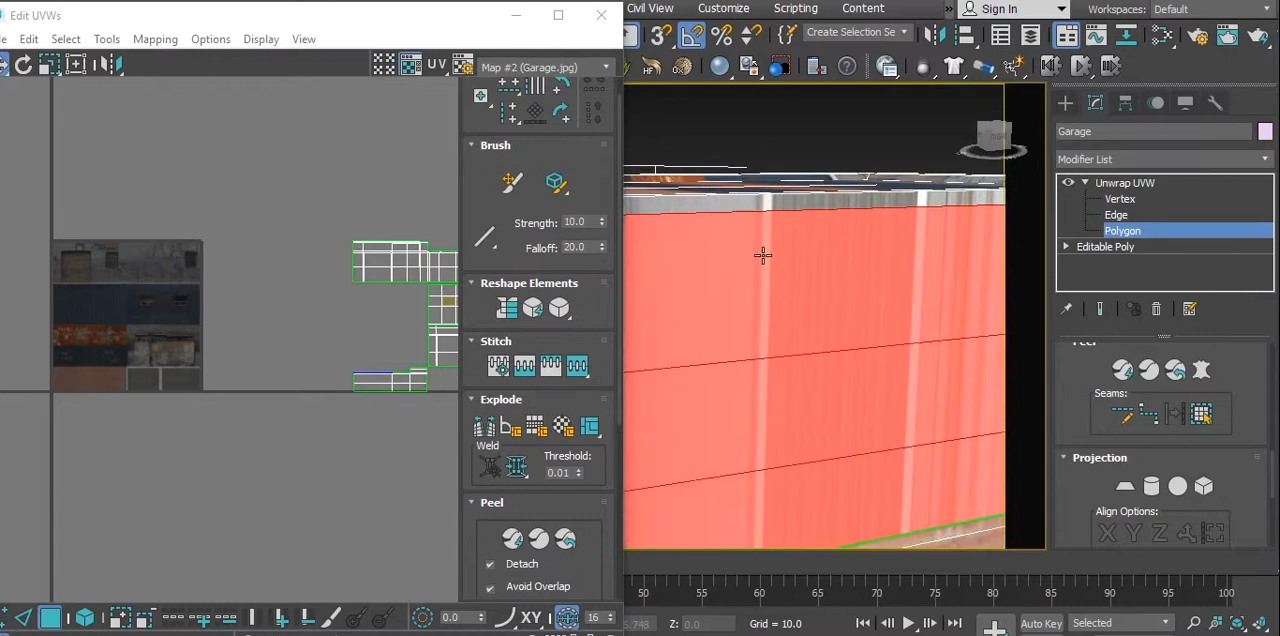 Edit UVWs
Edit Select Tools Mapping Options Display View
UV
Map #2 (Garage.jpg)
Brush
Strength: 10.0
Falloff: 20.0
Reshape Elements
Stitch
Explode
Weld
Threshold:
0.01
Peel
Detach
Avoid Overlap
0.0
XY
16
Civil View Customize Scripting Content
Sign In
Workspaces: Default
3
%
Create Selection Se
HF
Garage
Modifier List
Unwrap UVW
Vertex
Edge
Polygon
Editable Poly
Seams:
Projection
Align Options:
X Y Z
50 55 60 65 70 75 80 85 90 95 100
5.748 Z: 0.0 Grid = 10.0
Auto Key Selected